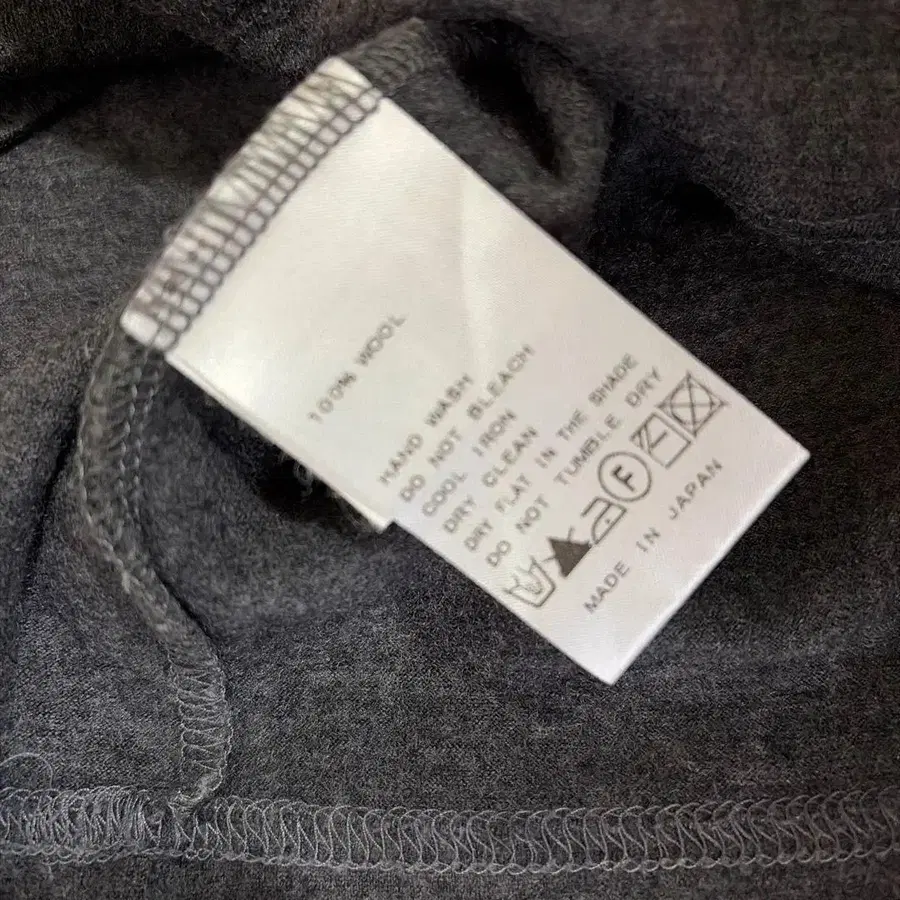 100% WOOL
HAND WASH
DO NOT BLEACH
COOL IRON
DRY CLEAN
DRY FLAT IN THE SHADE
DO NOT TUMBLE DRY
F
MADE IN JAPAN